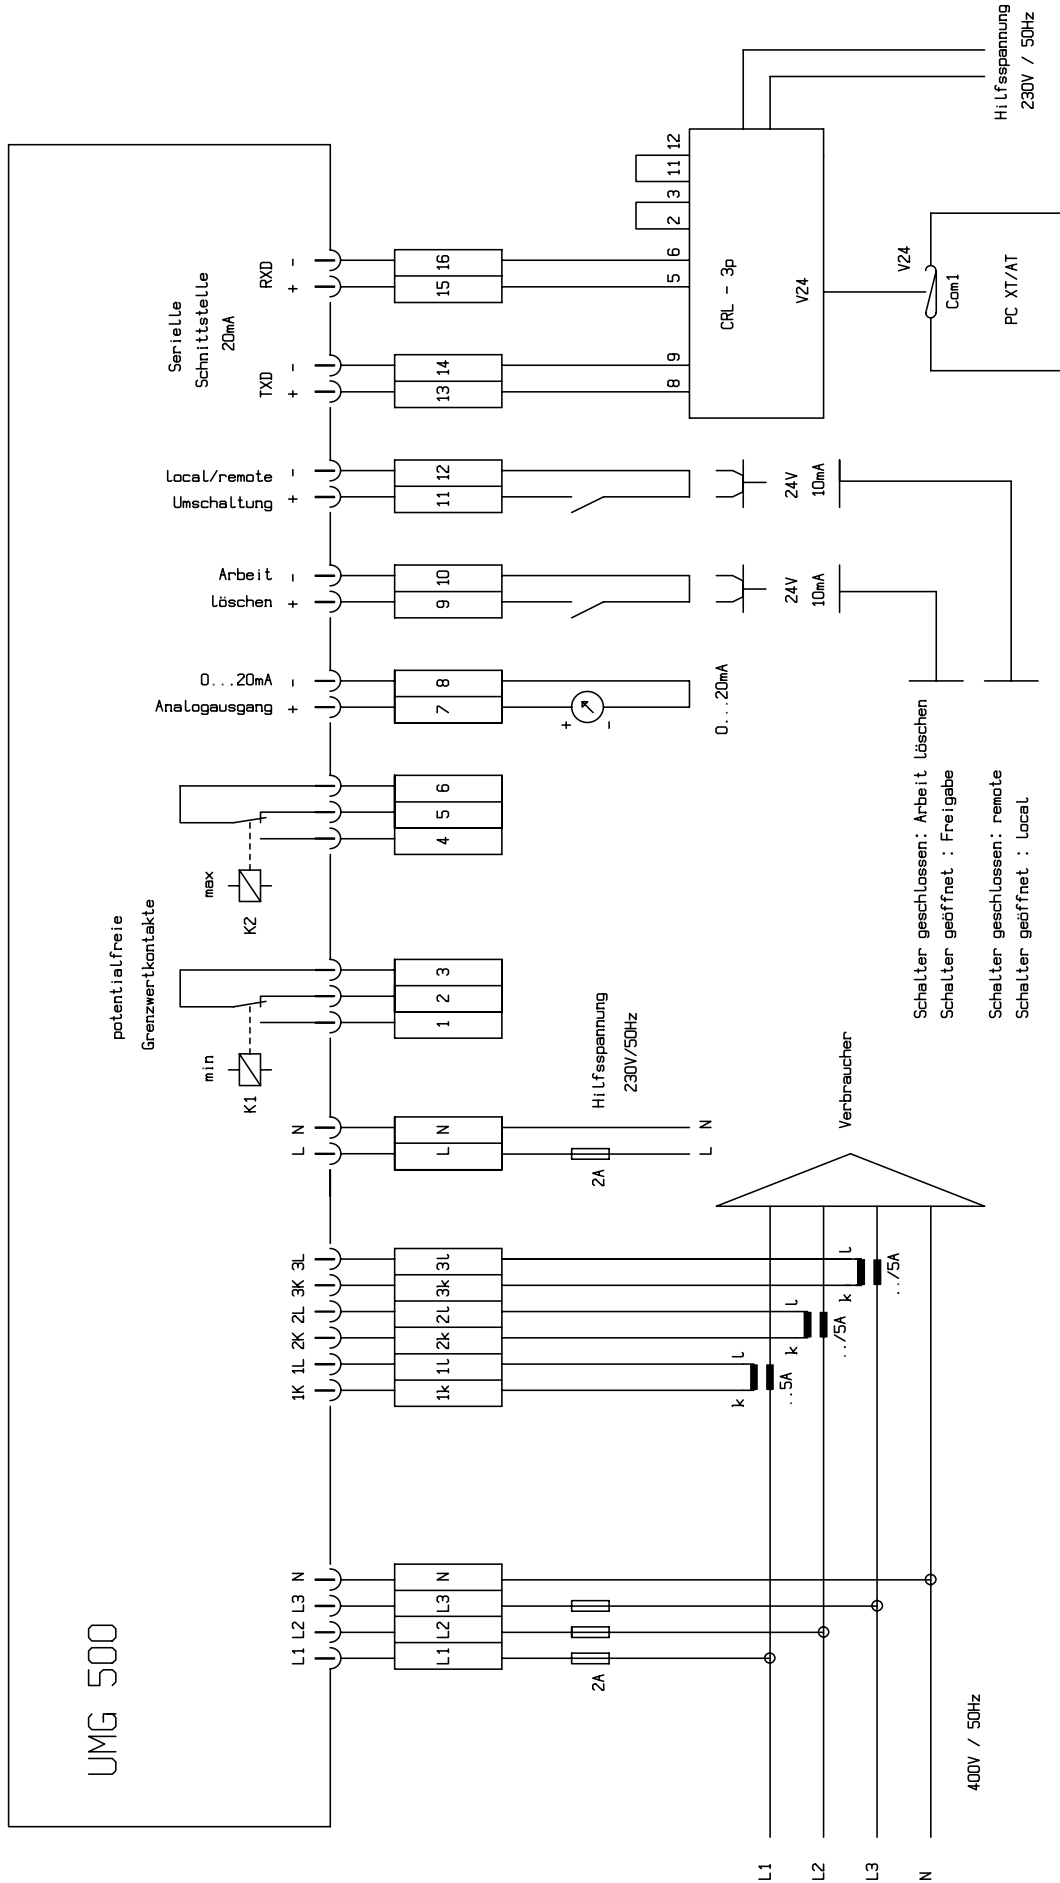 UMG 500
potentialfreie
Grenzwertkontakte
Serielle
Schnittstelle
20mA
min
max
K1
K2
0...20mA
Analogausgang
Arbeit
löschen
local/remote
Umschaltung
TXD
RXD
L1 L2 L3 N
1K 1L 2K 2L 3K 3L
L N
+ -
+ -
+ -
+ -
+ -
L1 L2 L3 N
1k 1l 2k 2l 3k 3l
L N
1 2 3
4 5 6
7 8
9 10
11 12
13 14
15 16
2A
2A
Hilfsspannung
230V/50Hz
L N
+ -
0...20mA
24V
10mA
24V
10mA
8 9 5 6 2 3 11 12
CRL - 3p
V24
V24
Com1
PC XT/AT
Hilfsspannung
230V / 50Hz
k l
..5A
k l
../5A
k l
../5A
Verbraucher
L1
L2
L3
N
400V / 50Hz
Schalter geschlossen: Arbeit löschen
Schalter geöffnet : Freigabe
Schalter geschlossen: remote
Schalter geöffnet : local